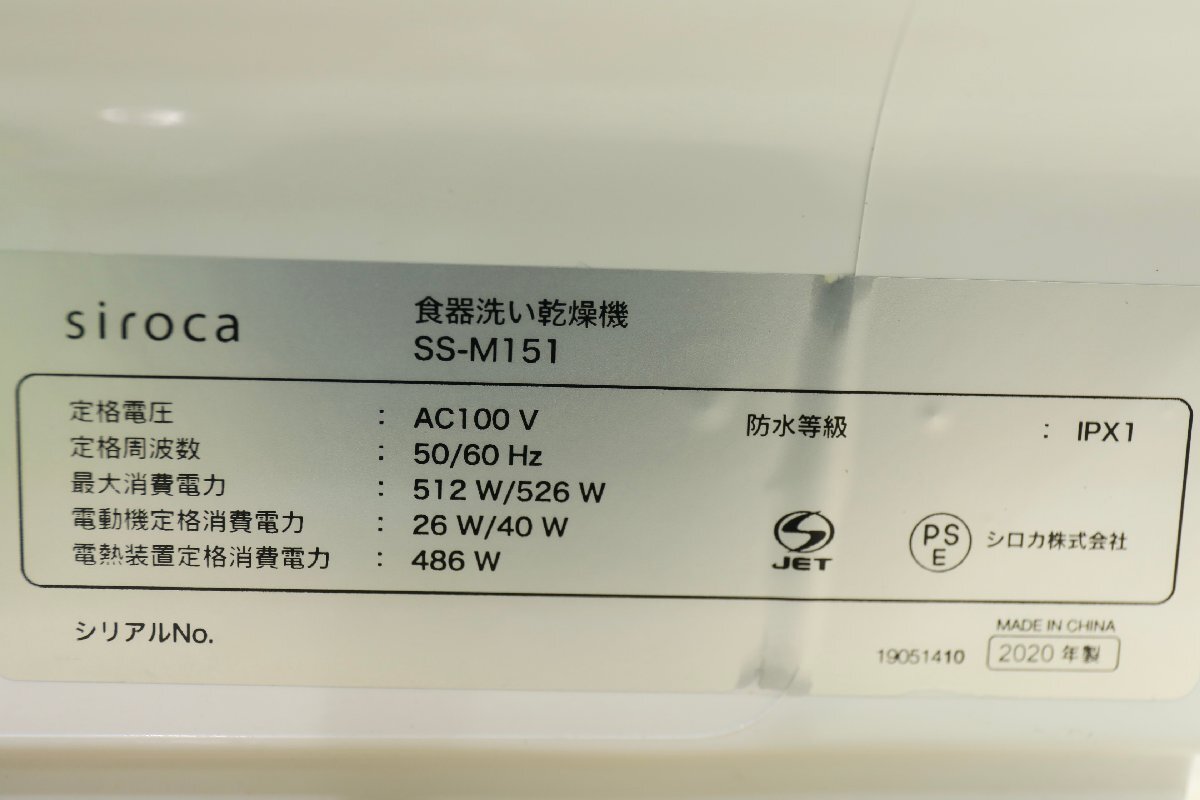 siroca
食器洗い乾燥機
SS-M151
定格電圧 : AC100 V
定格周波数 : 50/60 Hz
最大消費電力 : 512 W/526 W
電動機定格消費電力 : 26 W/40 W
電熱装置定格消費電力 : 486 W
防水等級 : IPX1
S JET
PS E シロカ株式会社
シリアルNo.
MADE IN CHINA
19051410 2020 年製